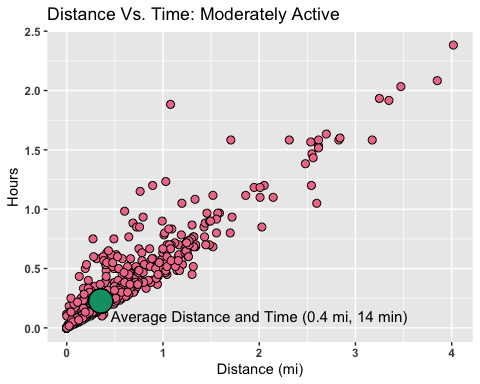 Distance Vs. Time: Moderately Active
2.5
2.0
1.5
1.0
0.5
0.0
Hours
Average Distance and Time (0.4 mi, 14 min)
0 1 2 3 4
Distance (mi)